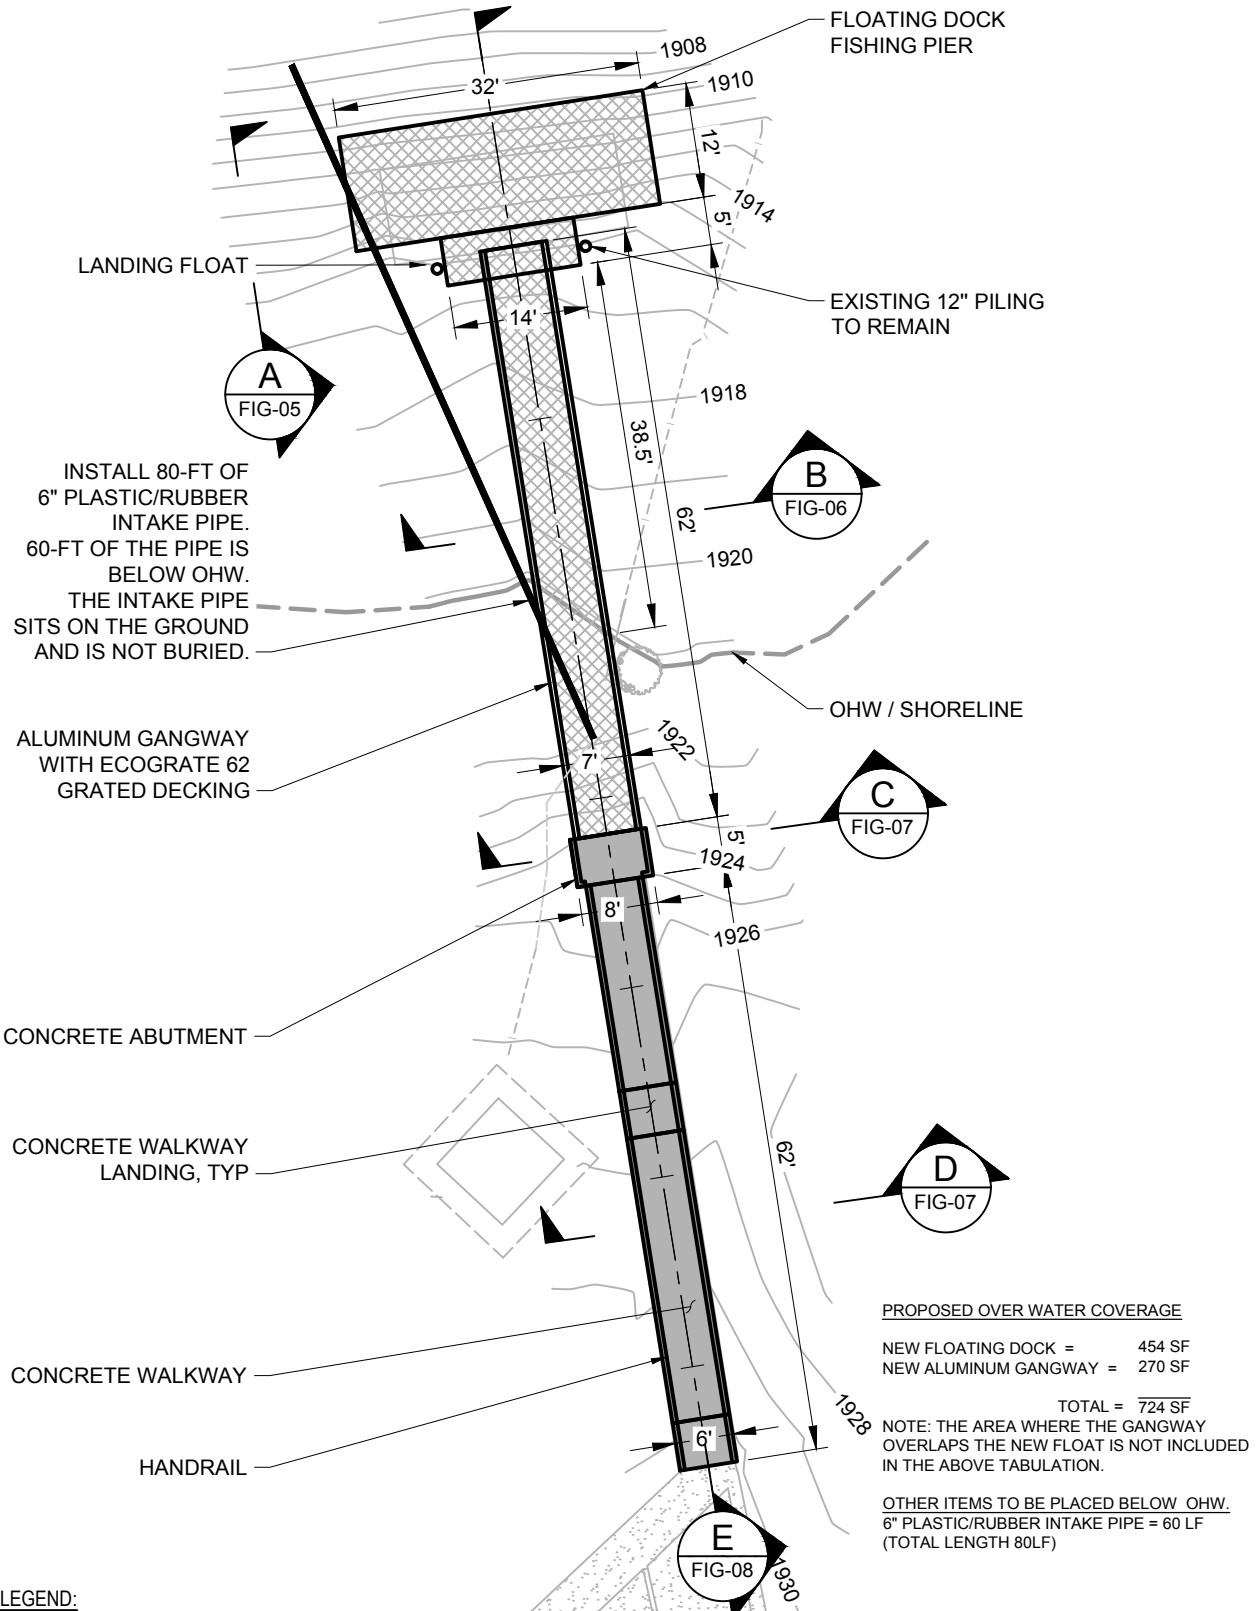 FLOATING DOCK
FISHING PIER
1908
32'
1910
12'
1914
5'
LANDING FLOAT
EXISTING 12" PILING
TO REMAIN
14'
A
FIG-05
1918
38.5'
INSTALL 80-FT OF
6" PLASTIC/RUBBER
INTAKE PIPE.
60-FT OF THE PIPE IS
BELOW OHW.
THE INTAKE PIPE
SITS ON THE GROUND
AND IS NOT BURIED.
B
FIG-06
62'
1920
OHW / SHORELINE
ALUMINUM GANGWAY
WITH ECOGRATE 62
GRATED DECKING
1922
7'
C
FIG-07
5'
1924
8'
1926
CONCRETE ABUTMENT
CONCRETE WALKWAY
LANDING, TYP
62'
D
FIG-07
CONCRETE WALKWAY
1928
HANDRAIL
6'
PROPOSED OVER WATER COVERAGE
NEW FLOATING DOCK = 454 SF
NEW ALUMINUM GANGWAY = 270 SF
TOTAL = 724 SF
NOTE: THE AREA WHERE THE GANGWAY
OVERLAPS THE NEW FLOAT IS NOT INCLUDED
IN THE ABOVE TABULATION.
OTHER ITEMS TO BE PLACED BELOW OHW.
6" PLASTIC/RUBBER INTAKE PIPE = 60 LF
(TOTAL LENGTH 80LF)
E
FIG-08
1930
LEGEND: